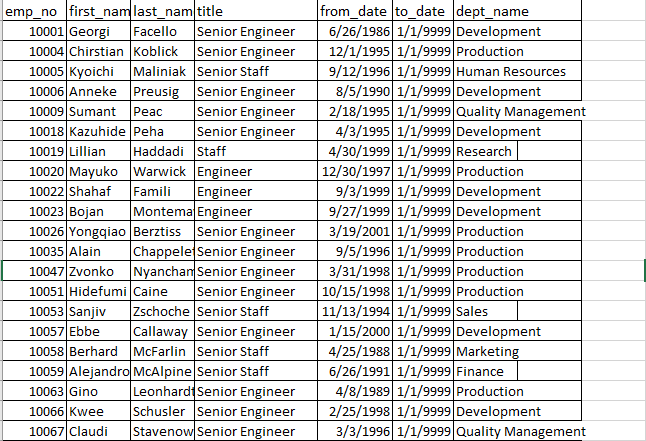 emp_no first_nam last_nam title from_date to_date dept_name
10001 Georgi Facello Senior Engineer 6/26/1986 1/1/9999 Development
10004 Chirstian Koblick Senior Engineer 12/1/1995 1/1/9999 Production
10005 Kyoichi Maliniak Senior Staff 9/12/1996 1/1/9999 Human Resources
10006 Anneke Preusig Senior Engineer 8/5/1990 1/1/9999 Development
10009 Sumant Peac Senior Engineer 2/18/1995 1/1/9999 Quality Management
10018 Kazuhide Peha Senior Engineer 4/3/1995 1/1/9999 Development
10019 Lillian Haddadi Staff 4/30/1999 1/1/9999 Research
10020 Mayuko Warwick Engineer 12/30/1997 1/1/9999 Production
10022 Shahaf Famili Engineer 9/3/1999 1/1/9999 Development
10023 Bojan Montema Engineer 9/27/1999 1/1/9999 Development
10026 Yongqiao Berztiss Senior Engineer 3/19/2001 1/1/9999 Production
10035 Alain Chappelet Senior Engineer 9/5/1996 1/1/9999 Production
10047 Zvonko Nyancham Senior Engineer 3/31/1998 1/1/9999 Production
10051 Hidefumi Caine Senior Engineer 10/15/1998 1/1/9999 Production
10053 Sanjiv Zschoche Senior Staff 11/13/1994 1/1/9999 Sales
10057 Ebbe Callaway Senior Engineer 1/15/2000 1/1/9999 Development
10058 Berhard McFarlin Senior Staff 4/25/1988 1/1/9999 Marketing
10059 Alejandro McAlpine Senior Staff 6/26/1991 1/1/9999 Finance
10063 Gino Leonhardt Senior Engineer 4/8/1989 1/1/9999 Production
10066 Kwee Schusler Senior Engineer 2/25/1998 1/1/9999 Development
10067 Claudi Stavenow Senior Engineer 3/3/1996 1/1/9999 Quality Management